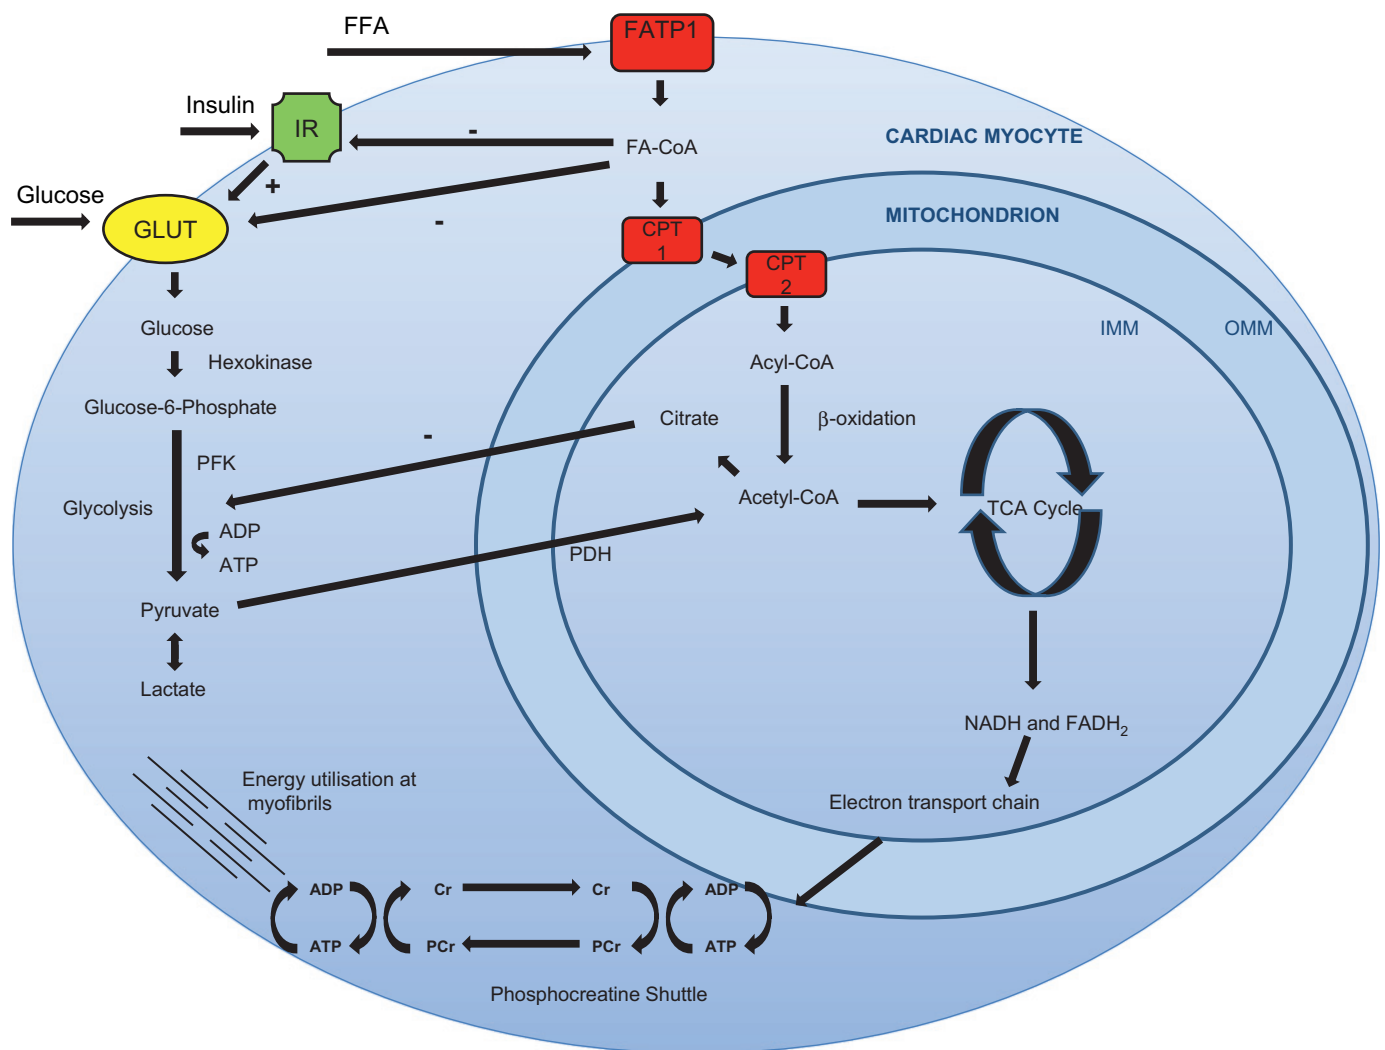 FFA
FATP1
Insulin
IR
-
FA-CoA
CARDIAC MYOCYTE
+
Glucose
GLUT
-
CPT
1
MITOCHONDRION
CPT
2
Glucose
IMM
OMM
Hexokinase
Acyl-CoA
Glucose-6-Phosphate
Citrate
β-oxidation
-
PFK
Glycolysis
Acetyl-CoA
TCA Cycle
ADP
ATP
PDH
Pyruvate
Lactate
NADH and FADH₂
Energy utilisation at
myofibrils
Electron transport chain
ADP
Cr
Cr
ADP
ATP
PCr
PCr
ATP
Phosphocreatine Shuttle